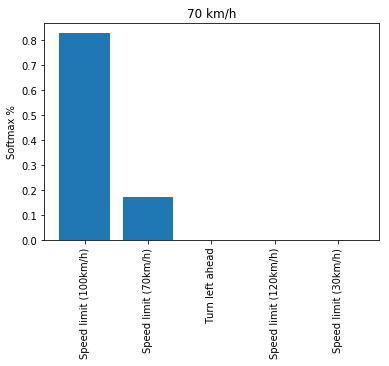 70 km/h
Softmax %
0.8
0.7
0.6
0.5
0.4
0.3
0.2
0.1
0.0
Speed limit (100km/h)
Speed limit (70km/h)
Turn left ahead
Speed limit (120km/h)
Speed limit (30km/h)